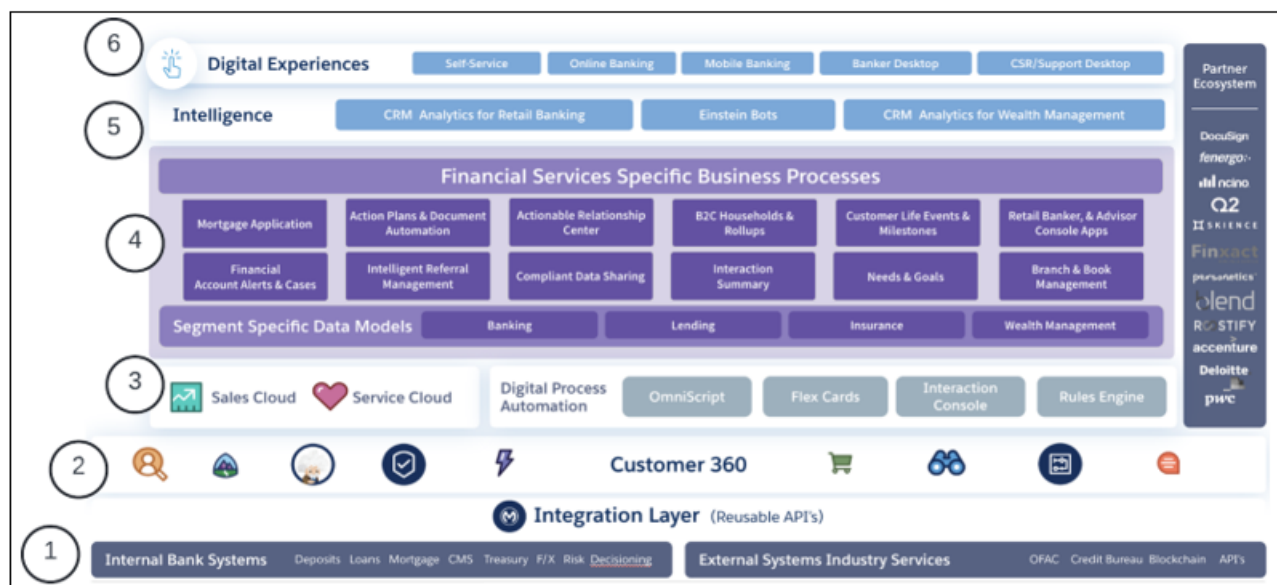 6
Digital Experiences
Self-Service
Online Banking
Mobile Banking
Banker Desktop
CSR/Support Desktop
5
Intelligence
CRM Analytics for Retail Banking
Einstein Bots
CRM Analytics for Wealth Management
4
Financial Services Specific Business Processes
Mortgage Application
Action Plans & Document
Automation
Actionable Relationship
Center
B2C Households &
Rollups
Customer Life Events &
Milestones
Retail Banker, & Advisor
Console Apps
Financial
Account Alerts & Cases
Intelligent Referral
Management
Compliant Data Sharing
Interaction
Summary
Needs & Goals
Branch & Book
Management
Segment Specific Data Models
Banking
Lending
Insurance
Wealth Management
3
Sales Cloud
Service Cloud
Digital Process
Automation
OmniScript
Flex Cards
Interaction
Console
Rules Engine
2
Customer 360
Integration Layer (Reusable API's)
1
Internal Bank Systems
Deposits Loans Mortgage CMS Treasury F/X Risk Decisioning
External Systems Industry Services
OFAC Credit Bureau Blockchain API's
Partner
Ecosystem
DocuSign
fenergo
ncino
Q2
SKIENCE
Finxact
personetics
blend
ROSTIFY
accenture
Deloitte
pwc